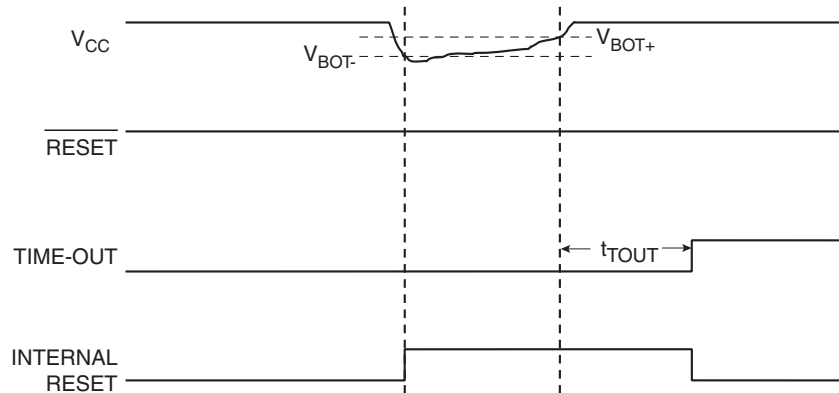 VCC
VBOT-
VBOT+
RESET
TIME-OUT
tTOUT
INTERNAL
RESET